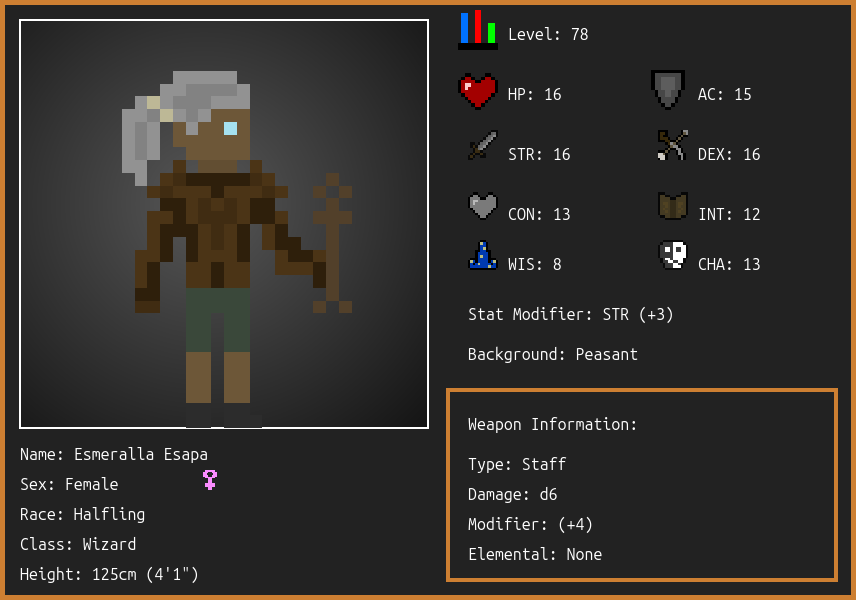 Level: 78
HP: 16
AC: 15
STR: 16
DEX: 16
CON: 13
INT: 12
WIS: 8
CHA: 13
Stat Modifier: STR (+3)
Background: Peasant
Weapon Information:
Type: Staff
Damage: d6
Modifier: (+4)
Elemental: None
Name: Esmeralla Esapa
Sex: Female
Race: Halfling
Class: Wizard
Height: 125cm (4'1")